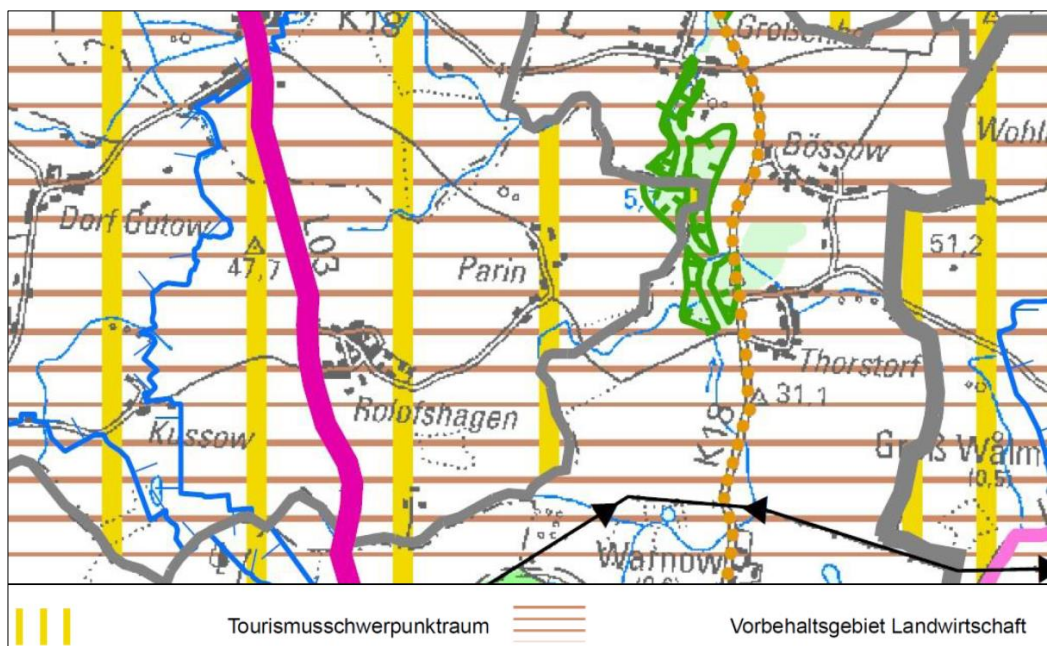 K18
Großenh
Bössow
Wohl
Dorf Gutow
5,
47,7
L03
Parin
51,2
Thorstorf
31,1
Rolofshagen
Kussow
K18
Groß Walm
(0,5)
Warnow
Tourismusschwerpunktraum
Vorbehaltsgebiet Landwirtschaft